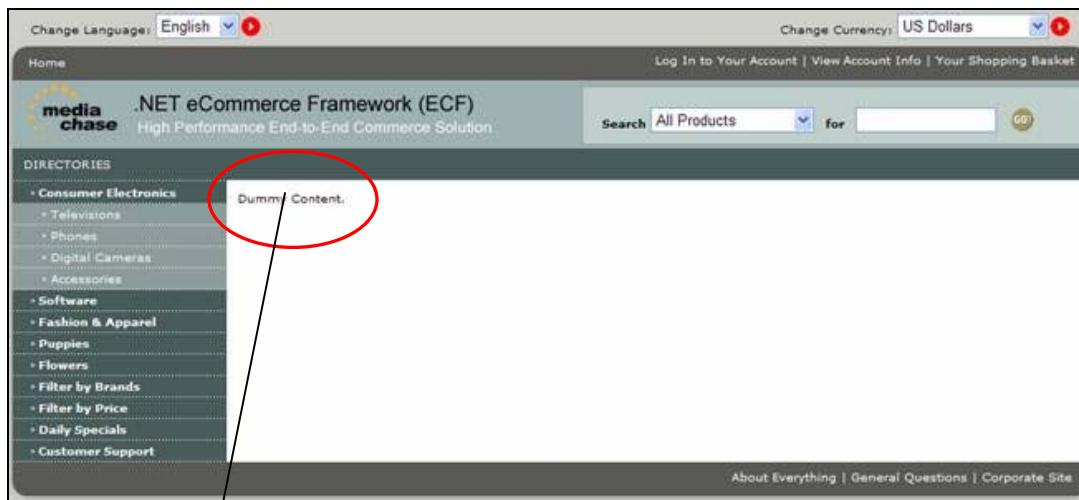 Change Language: English
Change Currency: US Dollars
Home
Log In to Your Account | View Account Info | Your Shopping Basket
media chase
.NET eCommerce Framework (ECF)
High Performance End-to-End Commerce Solution
Search All Products for GO!
DIRECTORIES
Consumer Electronics
Televisions
Phones
Digital Cameras
Accessories
Software
Fashion & Apparel
Puppies
Flowers
Filter by Brands
Filter by Price
Daily Specials
Customer Support
Dummy Content.
About Everything | General Questions | Corporate Site